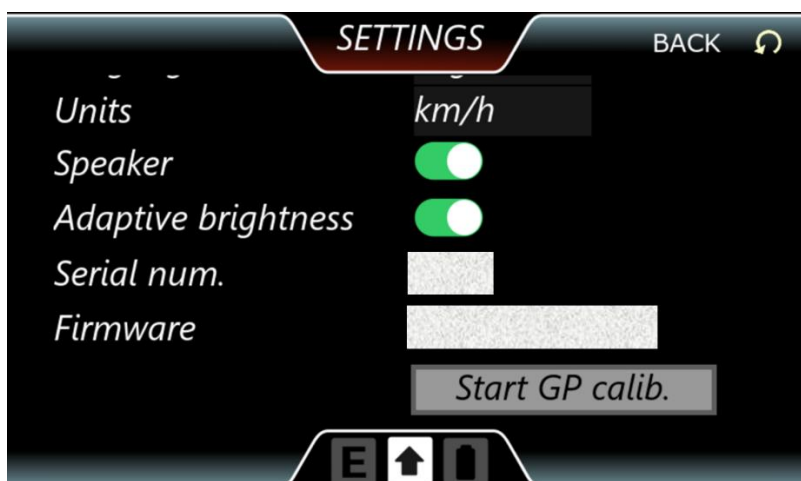 SETTINGS
BACK
Units km/h
Speaker
Adaptive brightness
Serial num.
Firmware
Start GP calib.
E